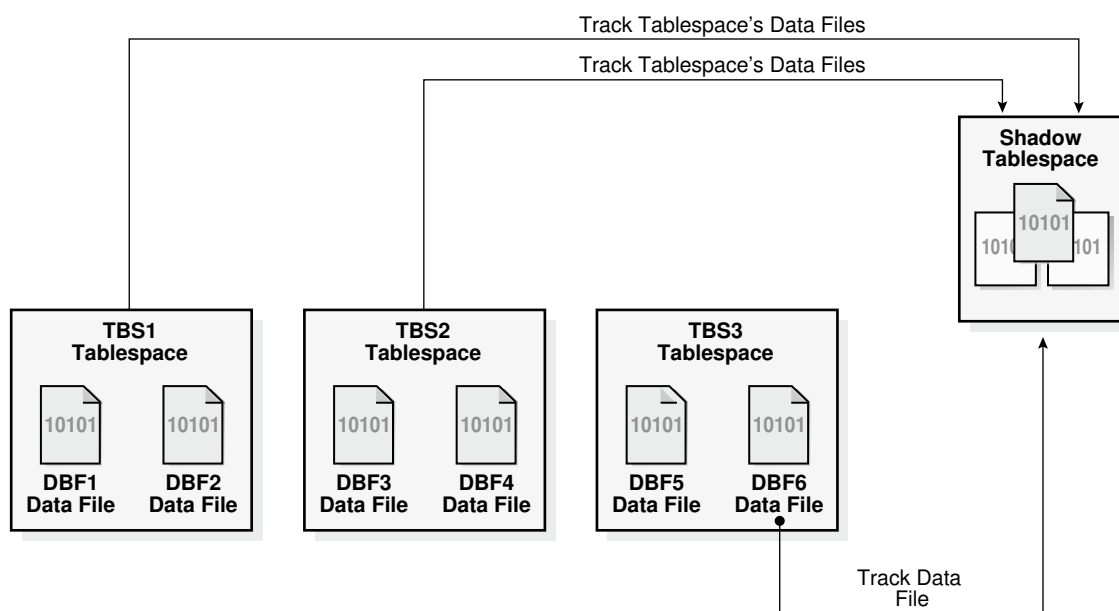 Track Tablespace's Data Files
Track Tablespace's Data Files
Shadow
Tablespace
10101
101
101
TBS1
Tablespace
10101
10101
DBF1
Data File
DBF2
Data File
TBS2
Tablespace
10101
10101
DBF3
Data File
DBF4
Data File
TBS3
Tablespace
10101
10101
DBF5
Data File
DBF6
Data File
Track Data
File